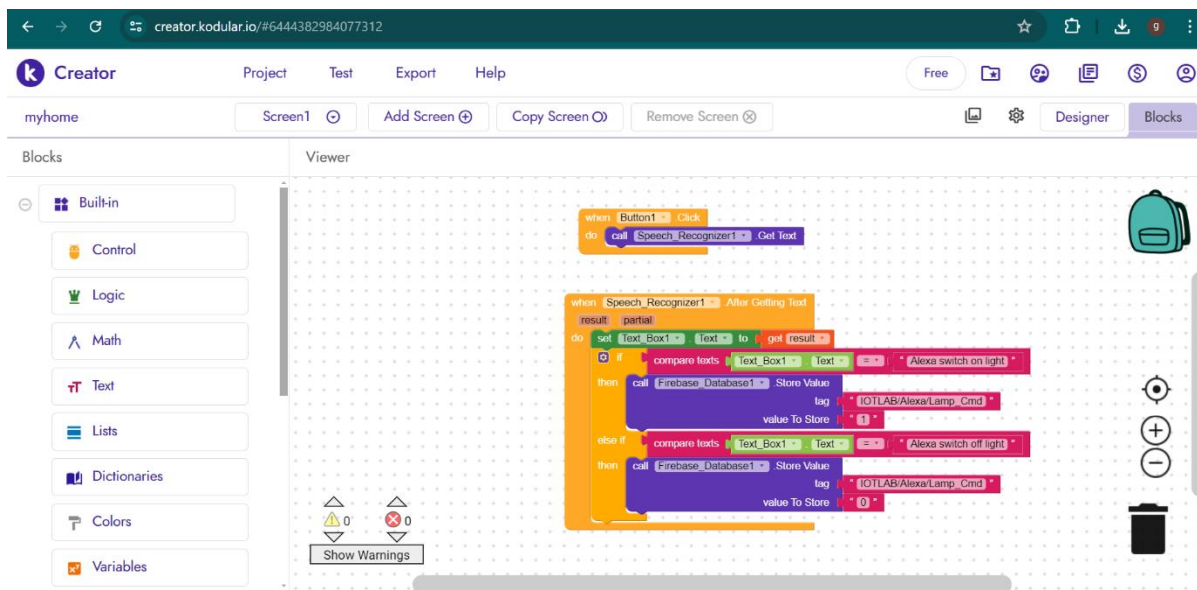 creator.kodular.io/#6444382984077312
g
k Creator Project Test Export Help Free
myhome Screen1 Add Screen Copy Screen Remove Screen Designer Blocks
Blocks Viewer
Built-in
Control
Logic
Math
Text
Lists
Dictionaries
Colors
Variables
when Button1 .Click
do call Speech_Recognizer1 .Get Text
when Speech_Recognizer1 .After Getting Text
result partial
do set Text_Box1 . Text to get result
if compare texts Text_Box1 . Text = " Alexa switch on light "
then call Firebase_Database1 .Store Value
tag " IOTLAB/Alexa/Lamp_Cmd "
value To Store " 1 "
else if compare texts Text_Box1 . Text = " Alexa switch off light "
then call Firebase_Database1 .Store Value
tag " IOTLAB/Alexa/Lamp_Cmd "
value To Store " 0 "
0 0
Show Warnings